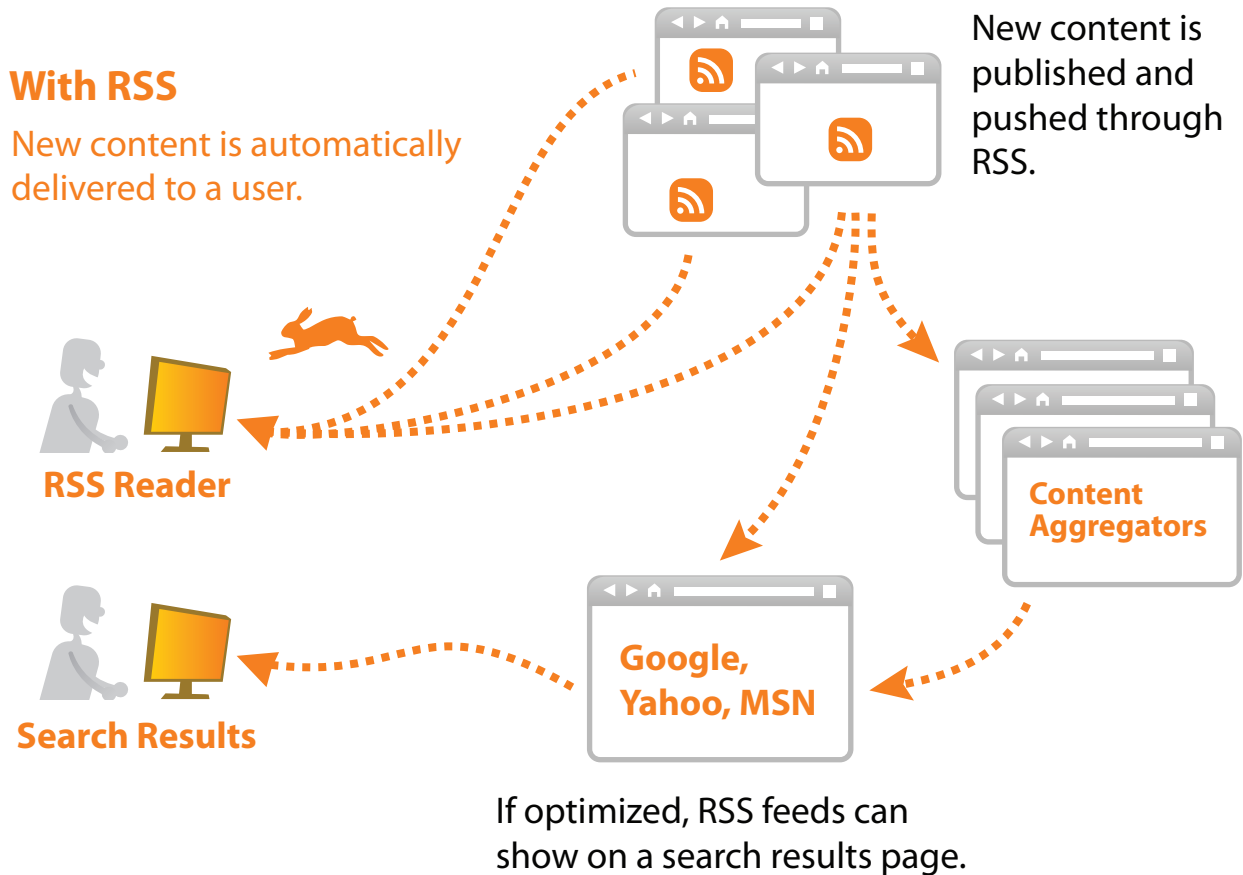 With RSS
New content is automatically
delivered to a user.
New content is
published and
pushed through
RSS.
RSS Reader
Content
Aggregators
Google,
Yahoo, MSN
Search Results
If optimized, RSS feeds can
show on a search results page.